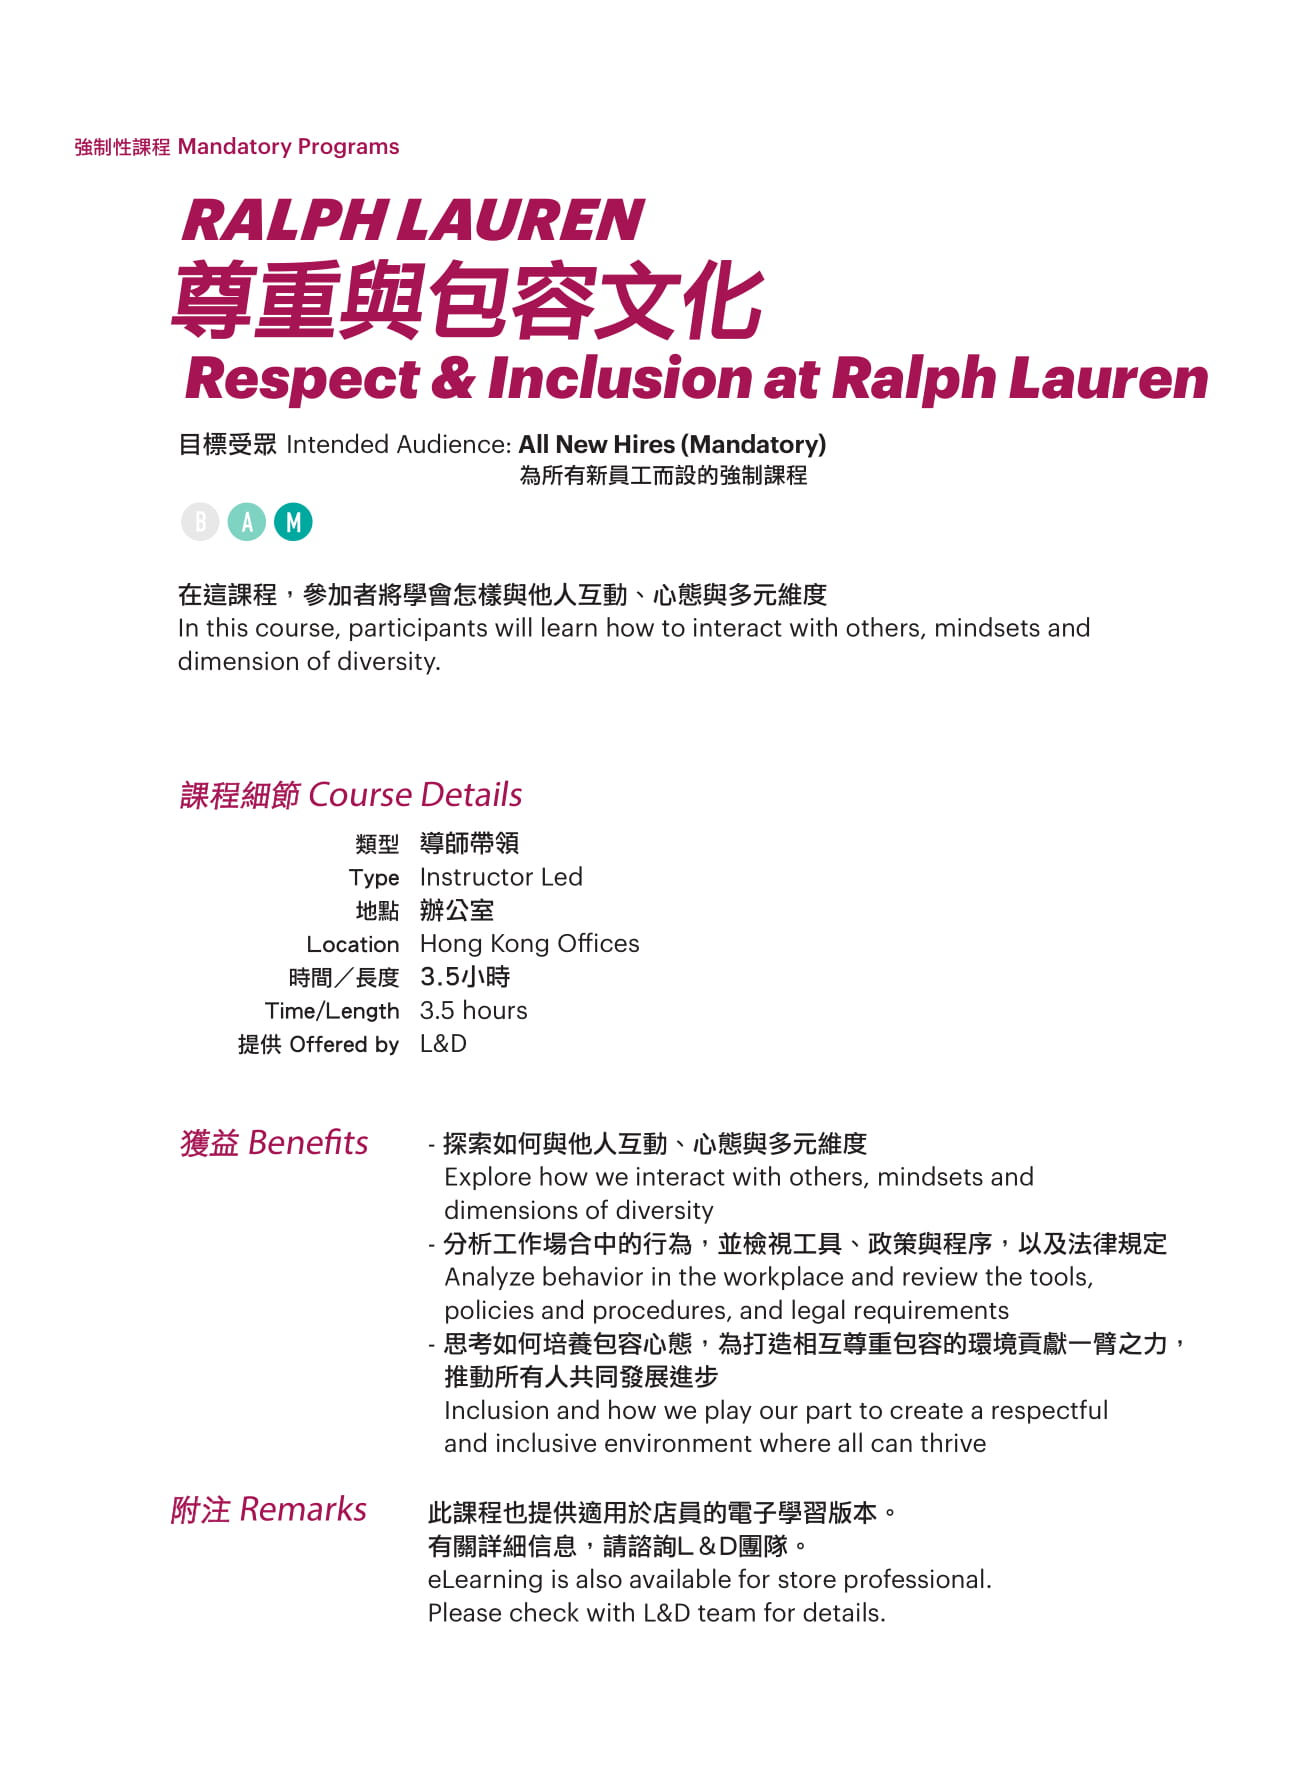 強制性課程 Mandatory Programs
RALPH LAUREN
尊重與包容文化
Respect & Inclusion at Ralph Lauren
目標受眾 Intended Audience: All New Hires (Mandatory)
為所有新員工而設的強制課程
B A M
在這課程，參加者將學會怎樣與他人互動、心態與多元維度
In this course, participants will learn how to interact with others, mindsets and
dimension of diversity.
課程細節 Course Details
類型 導師帶領
Type Instructor Led
地點 辦公室
Location Hong Kong Offices
時間／長度 3.5小時
Time/Length 3.5 hours
提供 Offered by L&D
獲益 Benefits
- 探索如何與他人互動、心態與多元維度
Explore how we interact with others, mindsets and
dimensions of diversity
- 分析工作場合中的行為，並檢視工具、政策與程序，以及法律規定
Analyze behavior in the workplace and review the tools,
policies and procedures, and legal requirements
- 思考如何培養包容心態，為打造相互尊重包容的環境貢獻一臂之力，
推動所有人共同發展進步
Inclusion and how we play our part to create a respectful
and inclusive environment where all can thrive
附注 Remarks
此課程也提供適用於店員的電子學習版本。
有關詳細信息，請諮詢L＆D團隊。
eLearning is also available for store professional.
Please check with L&D team for details.